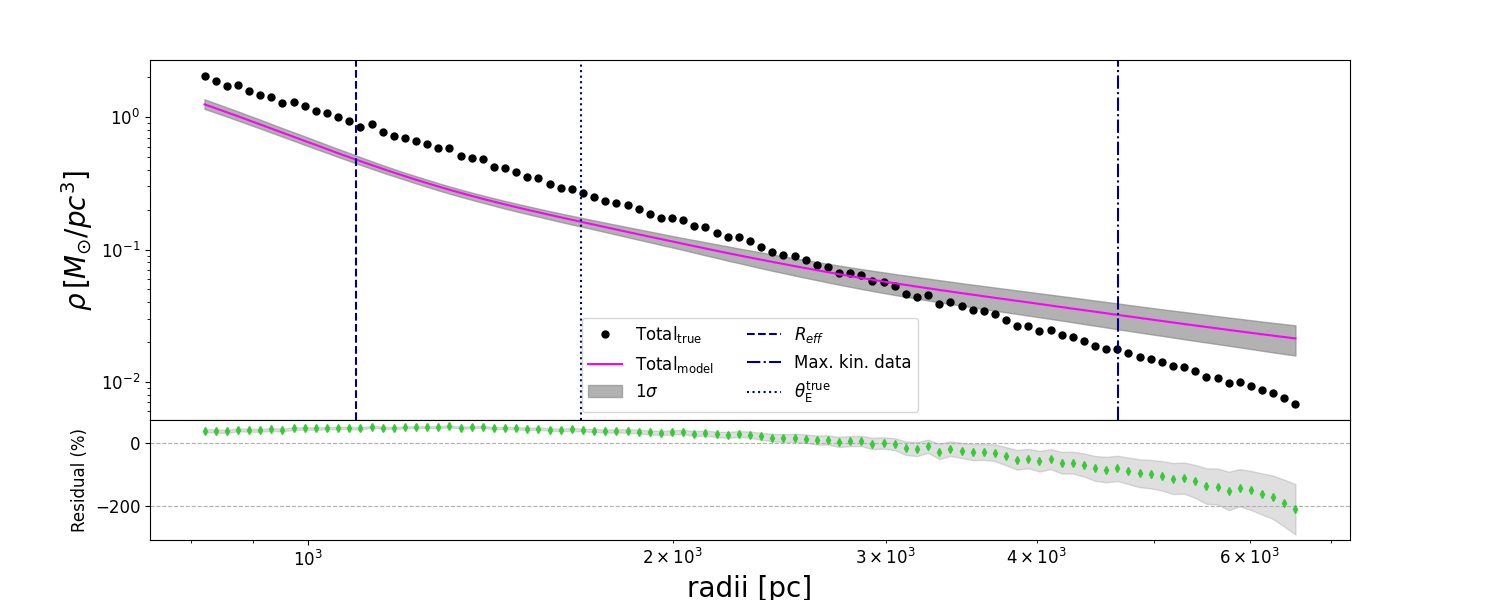 ρ [M⊙/pc³]
10⁰
10⁻¹
10⁻²
Total_true
Total_model
1σ
R_eff
Max. kin. data
θ_E^true
Residual (%)
0
−200
10³
2 × 10³
3 × 10³
4 × 10³
6 × 10³
radii [pc]